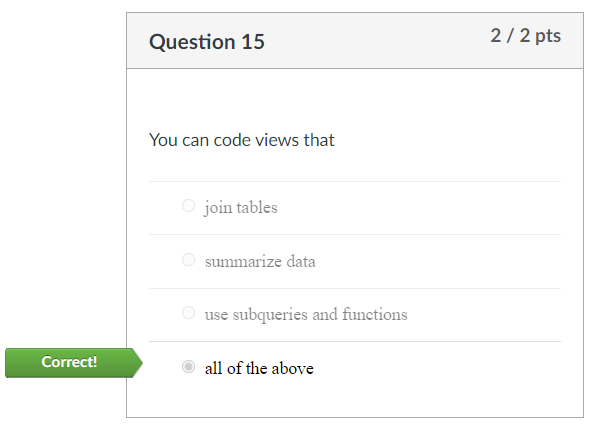 Question 15
2 / 2 pts
You can code views that
join tables
summarize data
use subqueries and functions
Correct!
all of the above